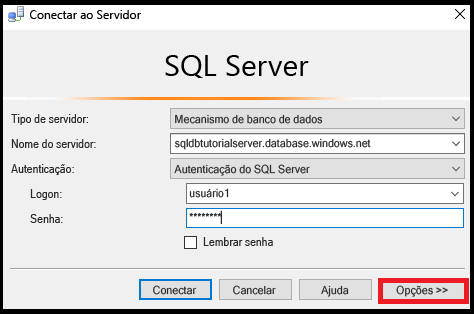 Conectar ao Servidor
SQL Server
Tipo de servidor: Mecanismo de banco de dados
Nome do servidor: sqldbtutorialserver.database.windows.net
Autenticação: Autenticação do SQL Server
Logon: usuário1
Senha: ********
Lembrar senha
Conectar Cancelar Ajuda Opções >>